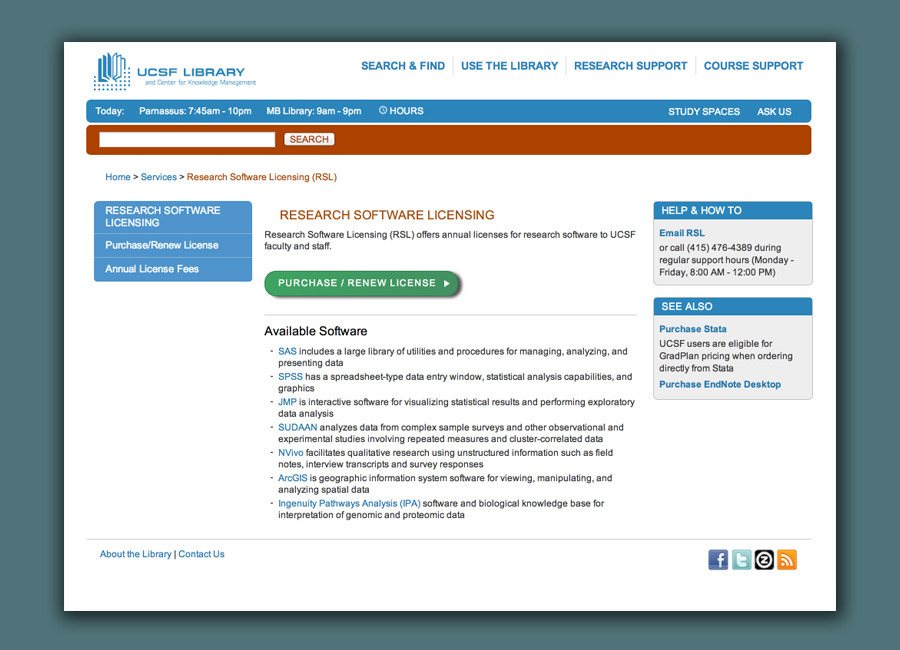 UCSF LIBRARY
and Center for Knowledge Management
SEARCH & FIND
USE THE LIBRARY
RESEARCH SUPPORT
COURSE SUPPORT
Today: Parnassus: 7:45am - 10pm MB Library: 9am - 9pm HOURS
STUDY SPACES ASK US
SEARCH
Home > Services > Research Software Licensing (RSL)
RESEARCH SOFTWARE
LICENSING
Purchase/Renew License
Annual License Fees
RESEARCH SOFTWARE LICENSING
Research Software Licensing (RSL) offers annual licenses for research software to UCSF
faculty and staff.
PURCHASE / RENEW LICENSE
Available Software
- SAS includes a large library of utilities and procedures for managing, analyzing, and
presenting data
- SPSS has a spreadsheet-type data entry window, statistical analysis capabilities, and
graphics
- JMP is interactive software for visualizing statistical results and performing exploratory
data analysis
- SUDAAN analyzes data from complex sample surveys and other observational and
experimental studies involving repeated measures and cluster-correlated data
- NVivo facilitates qualitative research using unstructured information such as field
notes, interview transcripts and survey responses
- ArcGIS is geographic information system software for viewing, manipulating, and
analyzing spatial data
- Ingenuity Pathways Analysis (IPA) software and biological knowledge base for
interpretation of genomic and proteomic data
HELP & HOW TO
Email RSL
or call (415) 476-4389 during
regular support hours (Monday -
Friday, 8:00 AM - 12:00 PM)
SEE ALSO
Purchase Stata
UCSF users are eligible for
GradPlan pricing when ordering
directly from Stata
Purchase EndNote Desktop
About the Library | Contact Us